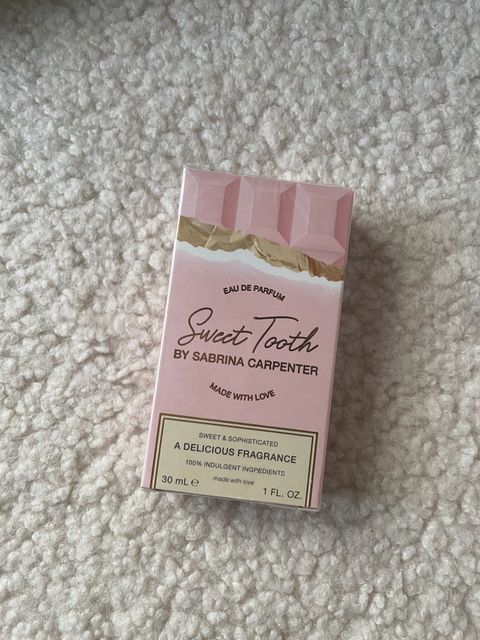 EAU DE PARFUM
Sweet Tooth
BY SABRINA CARPENTER
MADE WITH LOVE
SWEET & SOPHISTICATED
A DELICIOUS FRAGRANCE
100% INDULGENT INGPEDIENTS
made with love
30 mL ℮
1 FL. OZ.